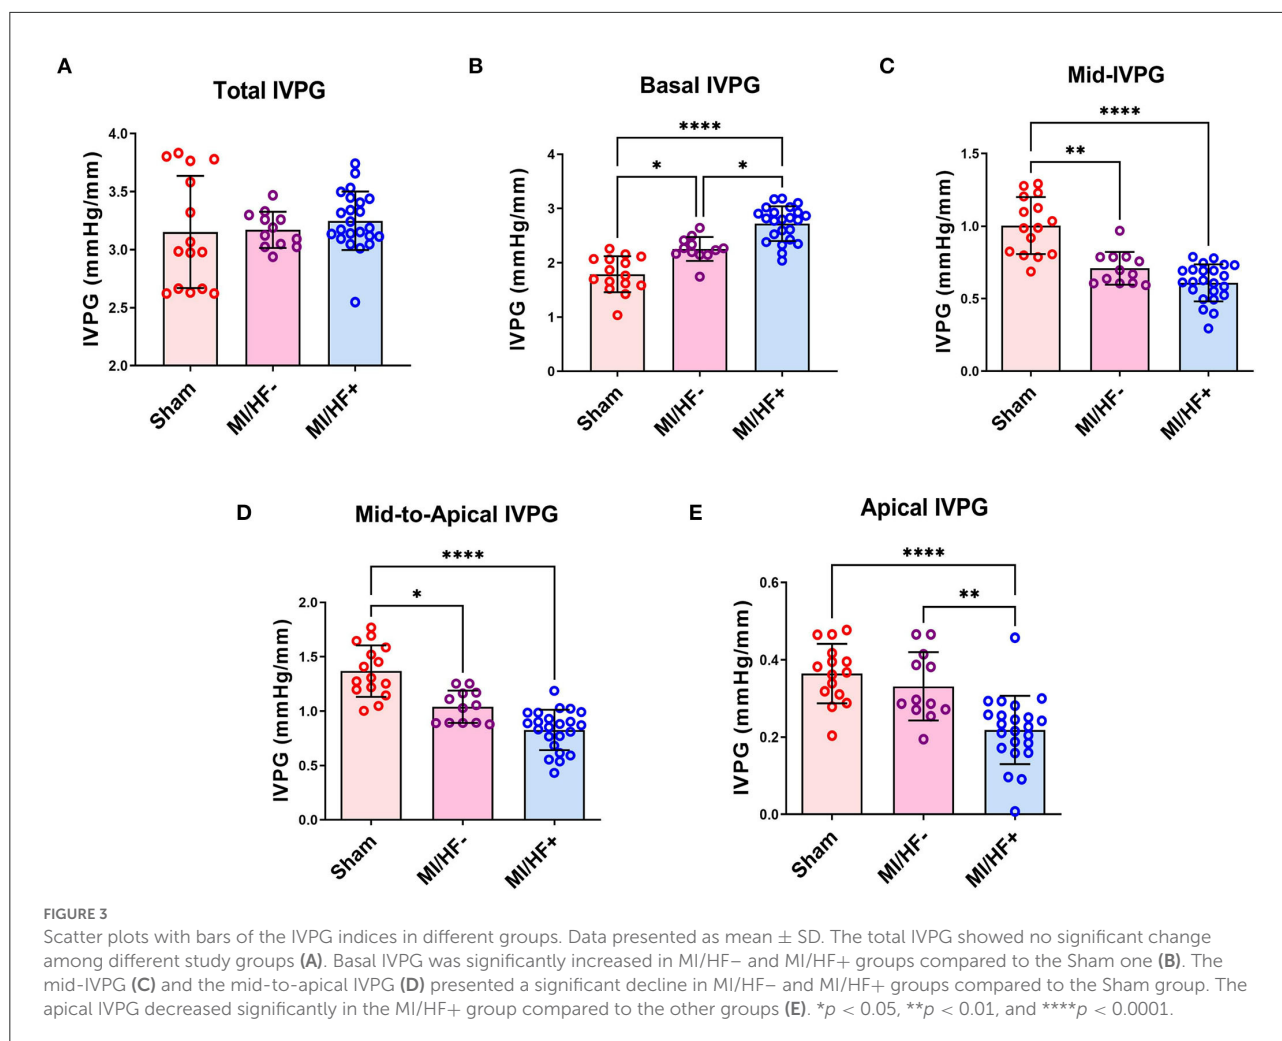 A
Total IVPG
IVPG (mmHg/mm)
4.0
3.5
3.0
2.5
2.0
Sham
MI/HF-
MI/HF+
B
Basal IVPG
****
*
*
IVPG (mmHg/mm)
4
3
2
1
0
Sham
MI/HF-
MI/HF+
C
Mid-IVPG
****
**
IVPG (mmHg/mm)
1.5
1.0
0.5
0.0
Sham
MI/HF-
MI/HF+
D
Mid-to-Apical IVPG
****
*
IVPG (mmHg/mm)
2.0
1.5
1.0
0.5
0.0
Sham
MI/HF-
MI/HF+
E
Apical IVPG
****
**
IVPG (mmHg/mm)
0.6
0.4
0.2
0.0
Sham
MI/HF-
MI/HF+
FIGURE 3
Scatter plots with bars of the IVPG indices in different groups. Data presented as mean ± SD. The total IVPG showed no significant change
among different study groups (A). Basal IVPG was significantly increased in MI/HF− and MI/HF+ groups compared to the Sham one (B). The
mid-IVPG (C) and the mid-to-apical IVPG (D) presented a significant decline in MI/HF− and MI/HF+ groups compared to the Sham group. The
apical IVPG decreased significantly in the MI/HF+ group compared to the other groups (E). *p < 0.05, **p < 0.01, and ****p < 0.0001.